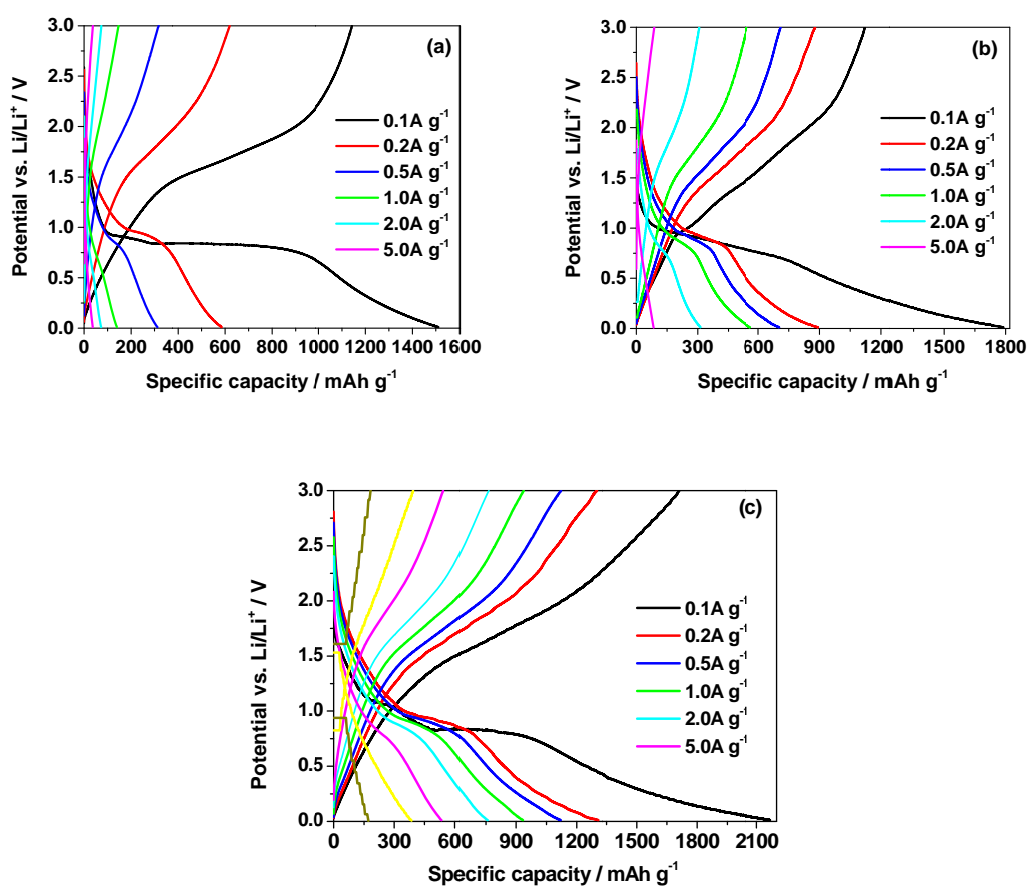 (a)
3.0
2.5
2.0
1.5
1.0
0.5
0.0
Potential vs. Li/Li⁺ / V
0.1A g⁻¹
0.2A g⁻¹
0.5A g⁻¹
1.0A g⁻¹
2.0A g⁻¹
5.0A g⁻¹
0 200 400 600 800 1000 1200 1400 1600
Specific capacity / mAh g⁻¹
(b)
3.0
2.5
2.0
1.5
1.0
0.5
0.0
Potential vs. Li/Li⁺ / V
0.1A g⁻¹
0.2A g⁻¹
0.5A g⁻¹
1.0A g⁻¹
2.0A g⁻¹
5.0A g⁻¹
0 300 600 900 1200 1500 1800
Specific capacity / mAh g⁻¹
(c)
3.0
2.5
2.0
1.5
1.0
0.5
0.0
Potential vs. Li/Li⁺ / V
0.1A g⁻¹
0.2A g⁻¹
0.5A g⁻¹
1.0A g⁻¹
2.0A g⁻¹
5.0A g⁻¹
0 300 600 900 1200 1500 1800 2100
Specific capacity / mAh g⁻¹